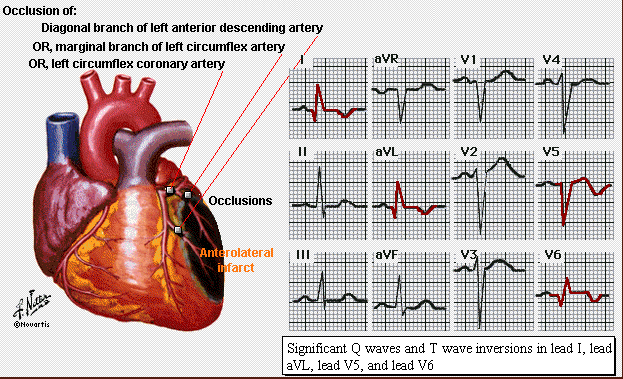 Occlusion of:
Diagonal branch of left anterior descending artery
OR, marginal branch of left circumflex artery
OR, left circumflex coronary artery
Occlusions
Anterolateral
infarct
©Novartis
I
aVR
V1
V4
II
aVL
V2
V5
III
aVF
V3
V6
Significant Q waves and T wave inversions in lead I, lead
aVL, lead V5, and lead V6